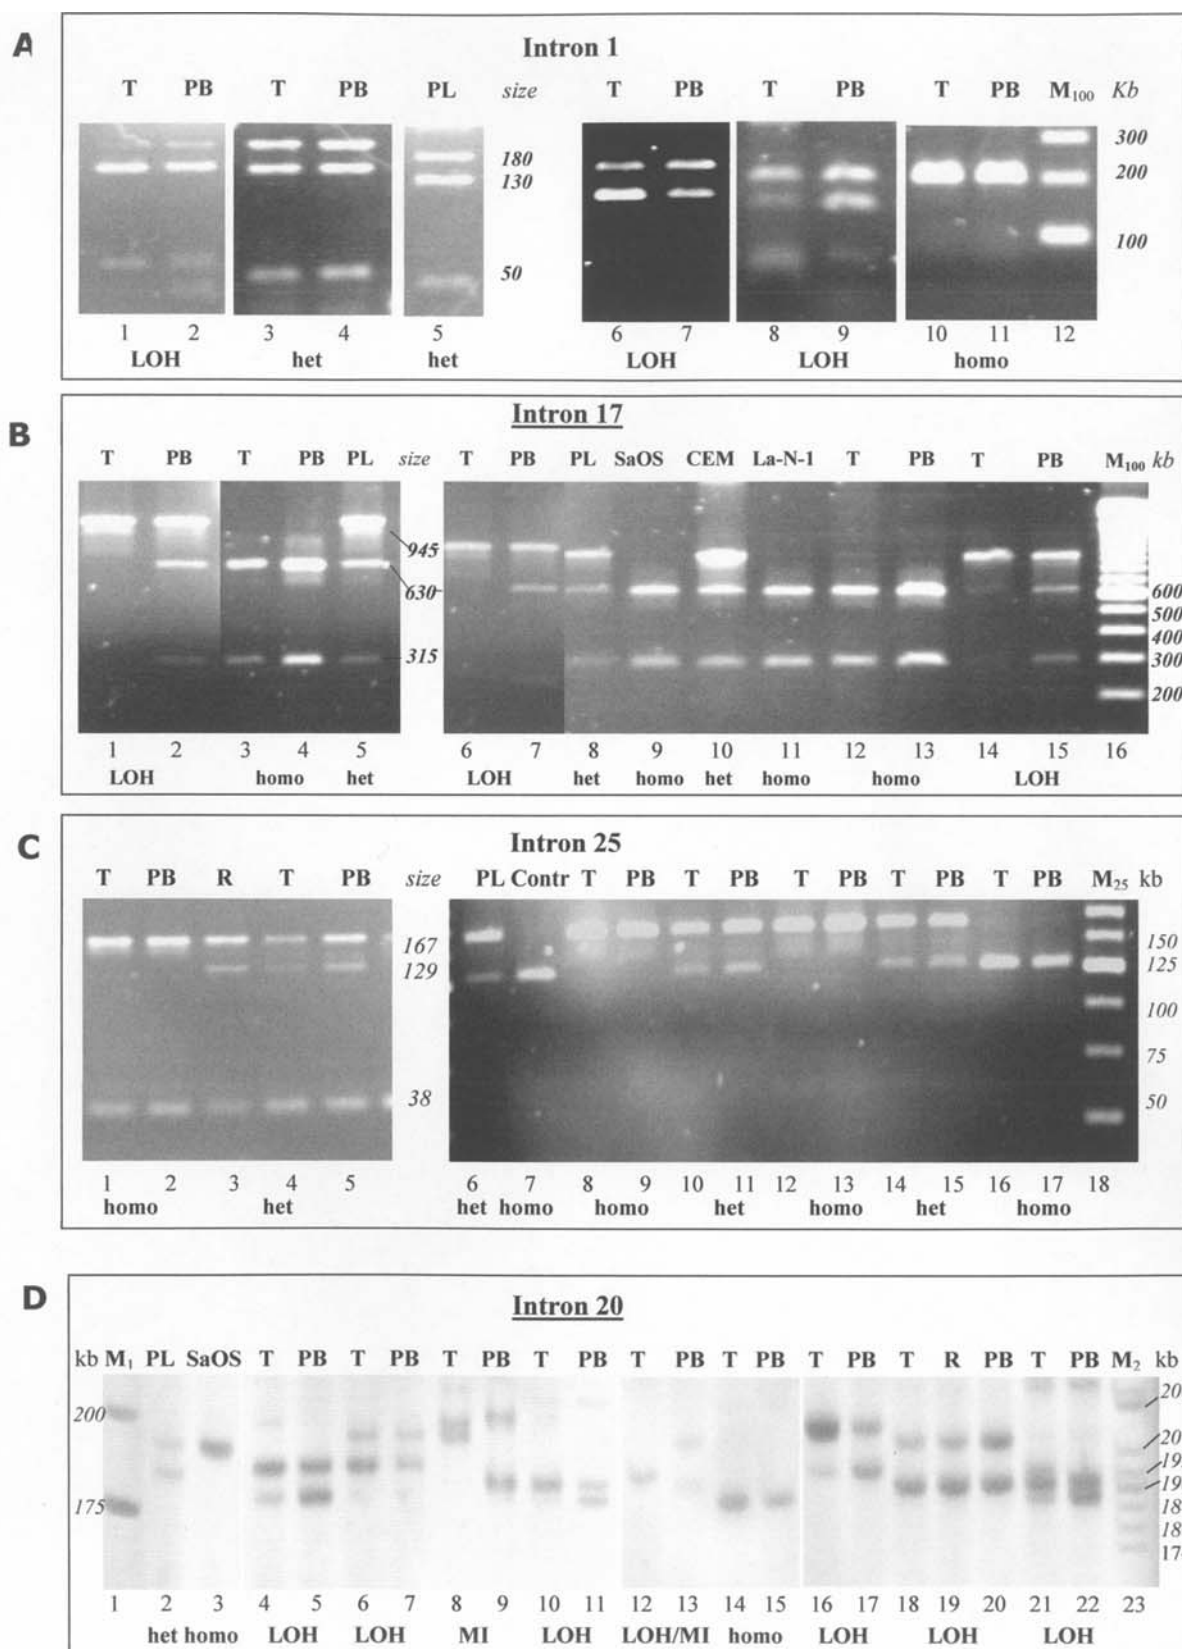 A
Intron 1
T PB T PB PL size T PB T PB T PB M100 Kb
180
130
50
300
200
100
1 2 3 4 5 6 7 8 9 10 11 12
LOH het het LOH LOH homo
B
Intron 17
T PB T PB PL size T PB PL SaOS CEM La-N-1 T PB T PB M100 kb
945
630
315
600
500
400
300
200
1 2 3 4 5 6 7 8 9 10 11 12 13 14 15 16
LOH homo het LOH het homo het homo homo LOH
C
Intron 25
T PB R T PB size PL Contr T PB T PB T PB T PB T PB M25 kb
167
129
38
150
125
100
75
50
1 2 3 4 5 6 7 8 9 10 11 12 13 14 15 16 17 18
homo het het homo homo het homo het homo
D
Intron 20
kb M1 PL SaOS T PB T PB T PB T PB T PB T PB T PB T R PB T PB M2 kb
200
175
20
20
19
19
18
18
17
1 2 3 4 5 6 7 8 9 10 11 12 13 14 15 16 17 18 19 20 21 22 23
het homo LOH LOH MI LOH LOH/MI homo LOH LOH LOH